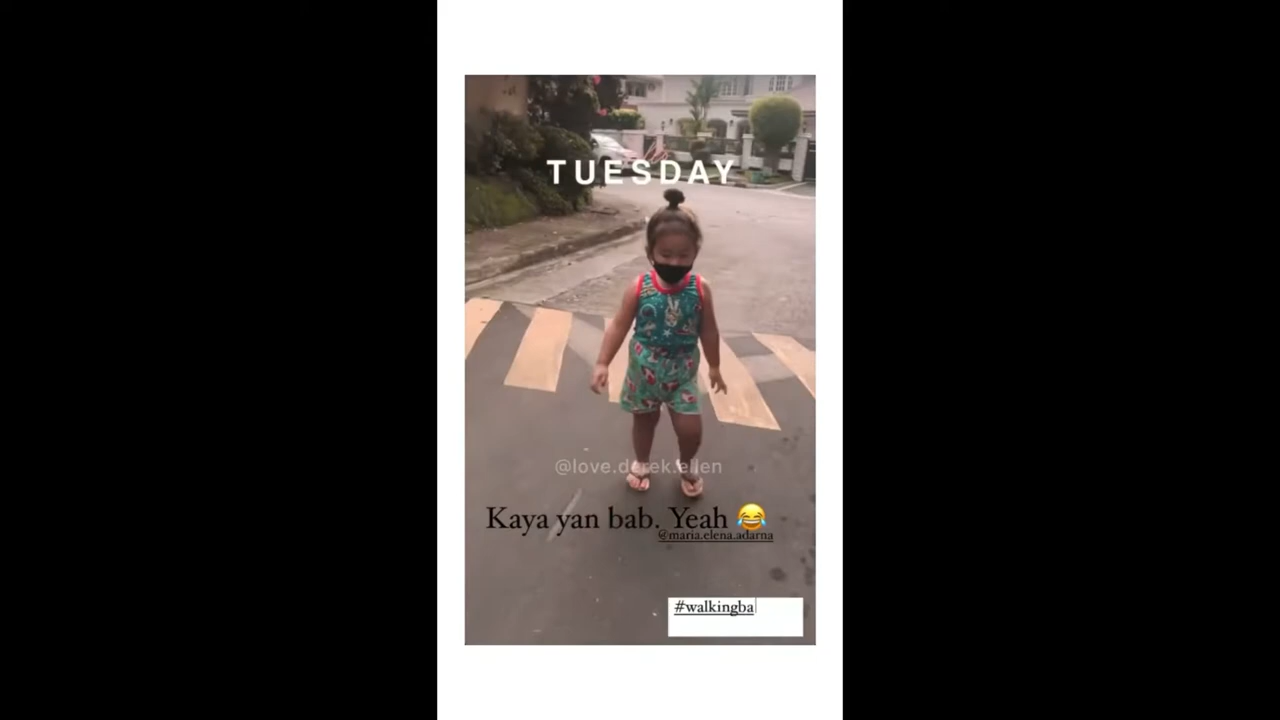 TUESDAY
@love.derek.ellen
Kaya yan bab. Yeah 😂
@maria.elena.adarna
#walkingba